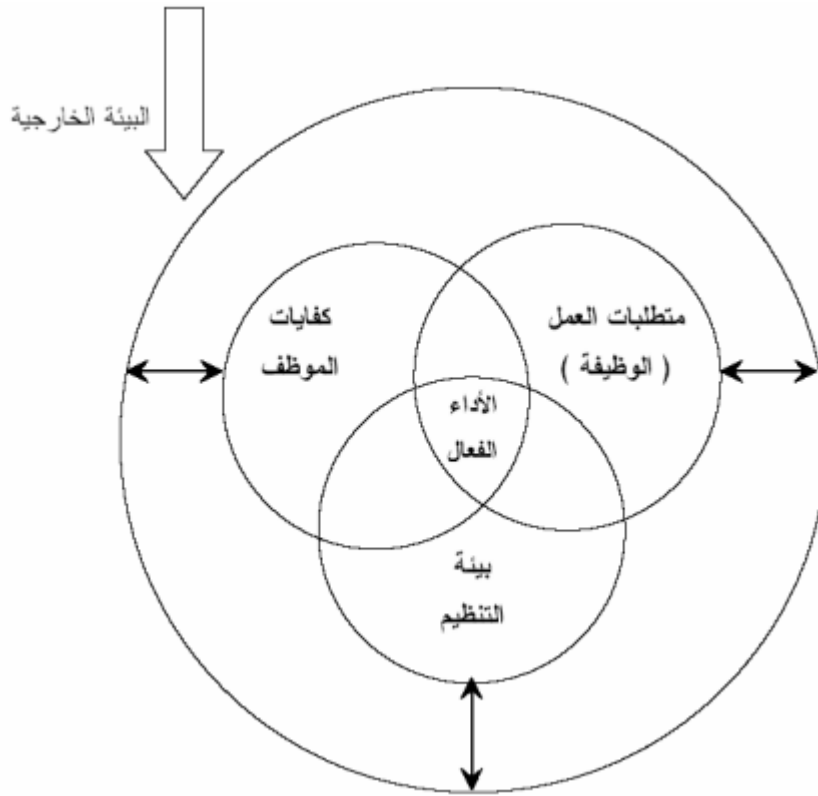 البيئة الخارجية
متطلبات العمل
( الوظيفة )
كفايات
الموظف
الأداء
الفعال
بيئة
التنظيم